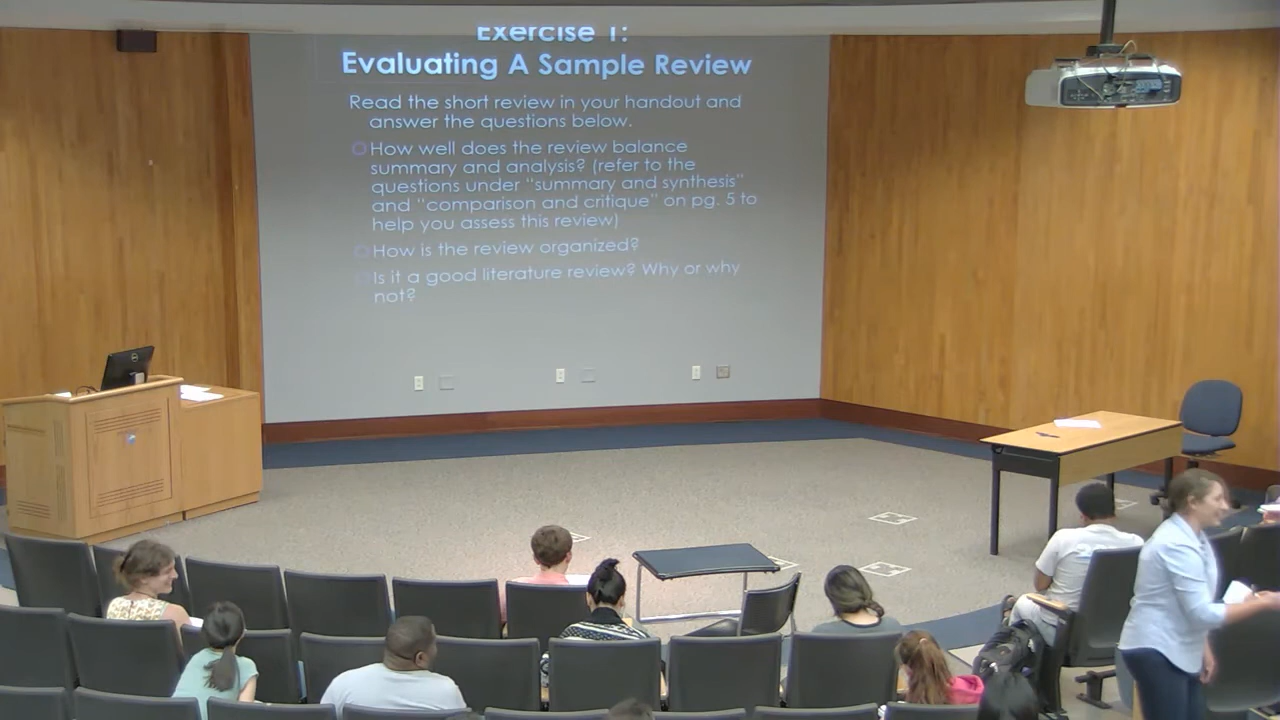 Exercise 1:
Evaluating A Sample Review
Read the short review in your handout and
answer the questions below.
How well does the review balance
summary and analysis? (refer to the
questions under "summary and synthesis"
and "comparison and critique" on pg. 5 to
help you assess this review)
How is the review organized?
Is it a good literature review? Why or why
not?